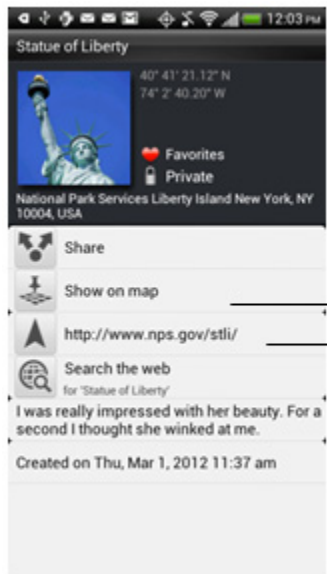 12:03 PM
Statue of Liberty
40° 41' 21.12" N
74° 2' 40.20" W
Favorites
Private
National Park Services Liberty Island New York, NY
10004, USA
Share
Show on map
http://www.nps.gov/stli/
Search the web
for 'Statue of Liberty'
I was really impressed with her beauty. For a
second I thought she winked at me.
Created on Thu, Mar 1, 2012 11:37 am